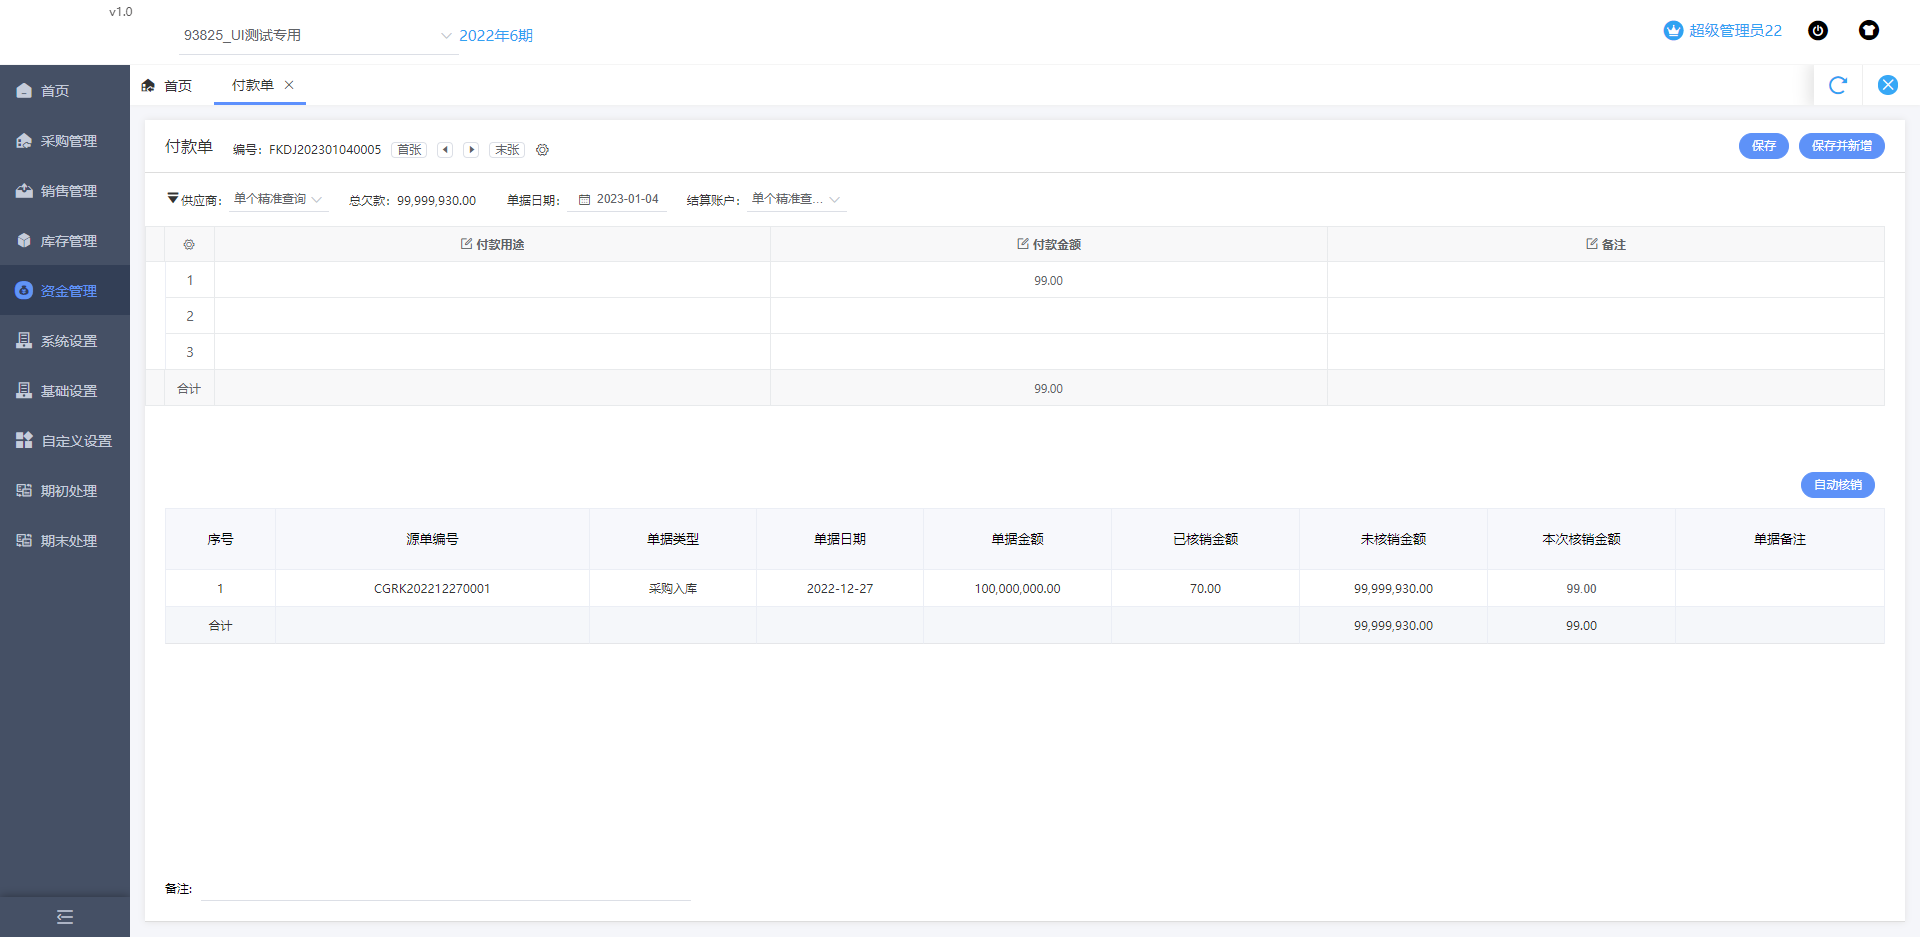 v1.0
93825_UI测试专用
2022年6期
超级管理员22
首页
采购管理
销售管理
库存管理
资金管理
系统设置
基础设置
自定义设置
期初处理
期末处理
首页
付款单
付款单 编号: FKDJ202301040005 首张 末张
保存 保存并新增
供应商: 单个精准查询 总欠款: 99,999,930.00 单据日期: 2023-01-04 结算账户: 单个精准查...
付款用途 付款金额 备注
1 99.00
2
3
合计 99.00
自动核销
序号 源单编号 单据类型 单据日期 单据金额 已核销金额 未核销金额 本次核销金额 单据备注
1 CGRK202212270001 采购入库 2022-12-27 100,000,000.00 70.00 99,999,930.00 99.00
合计 99,999,930.00 99.00
备注: